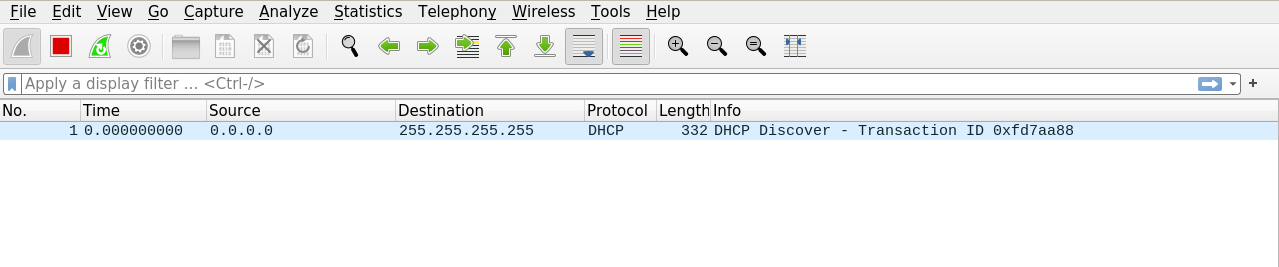 File Edit View Go Capture Analyze Statistics Telephony Wireless Tools Help
Apply a display filter ... <Ctrl-/>
No. Time Source Destination Protocol Length Info
1 0.000000000 0.0.0.0 255.255.255.255 DHCP 332 DHCP Discover - Transaction ID 0xfd7aa88